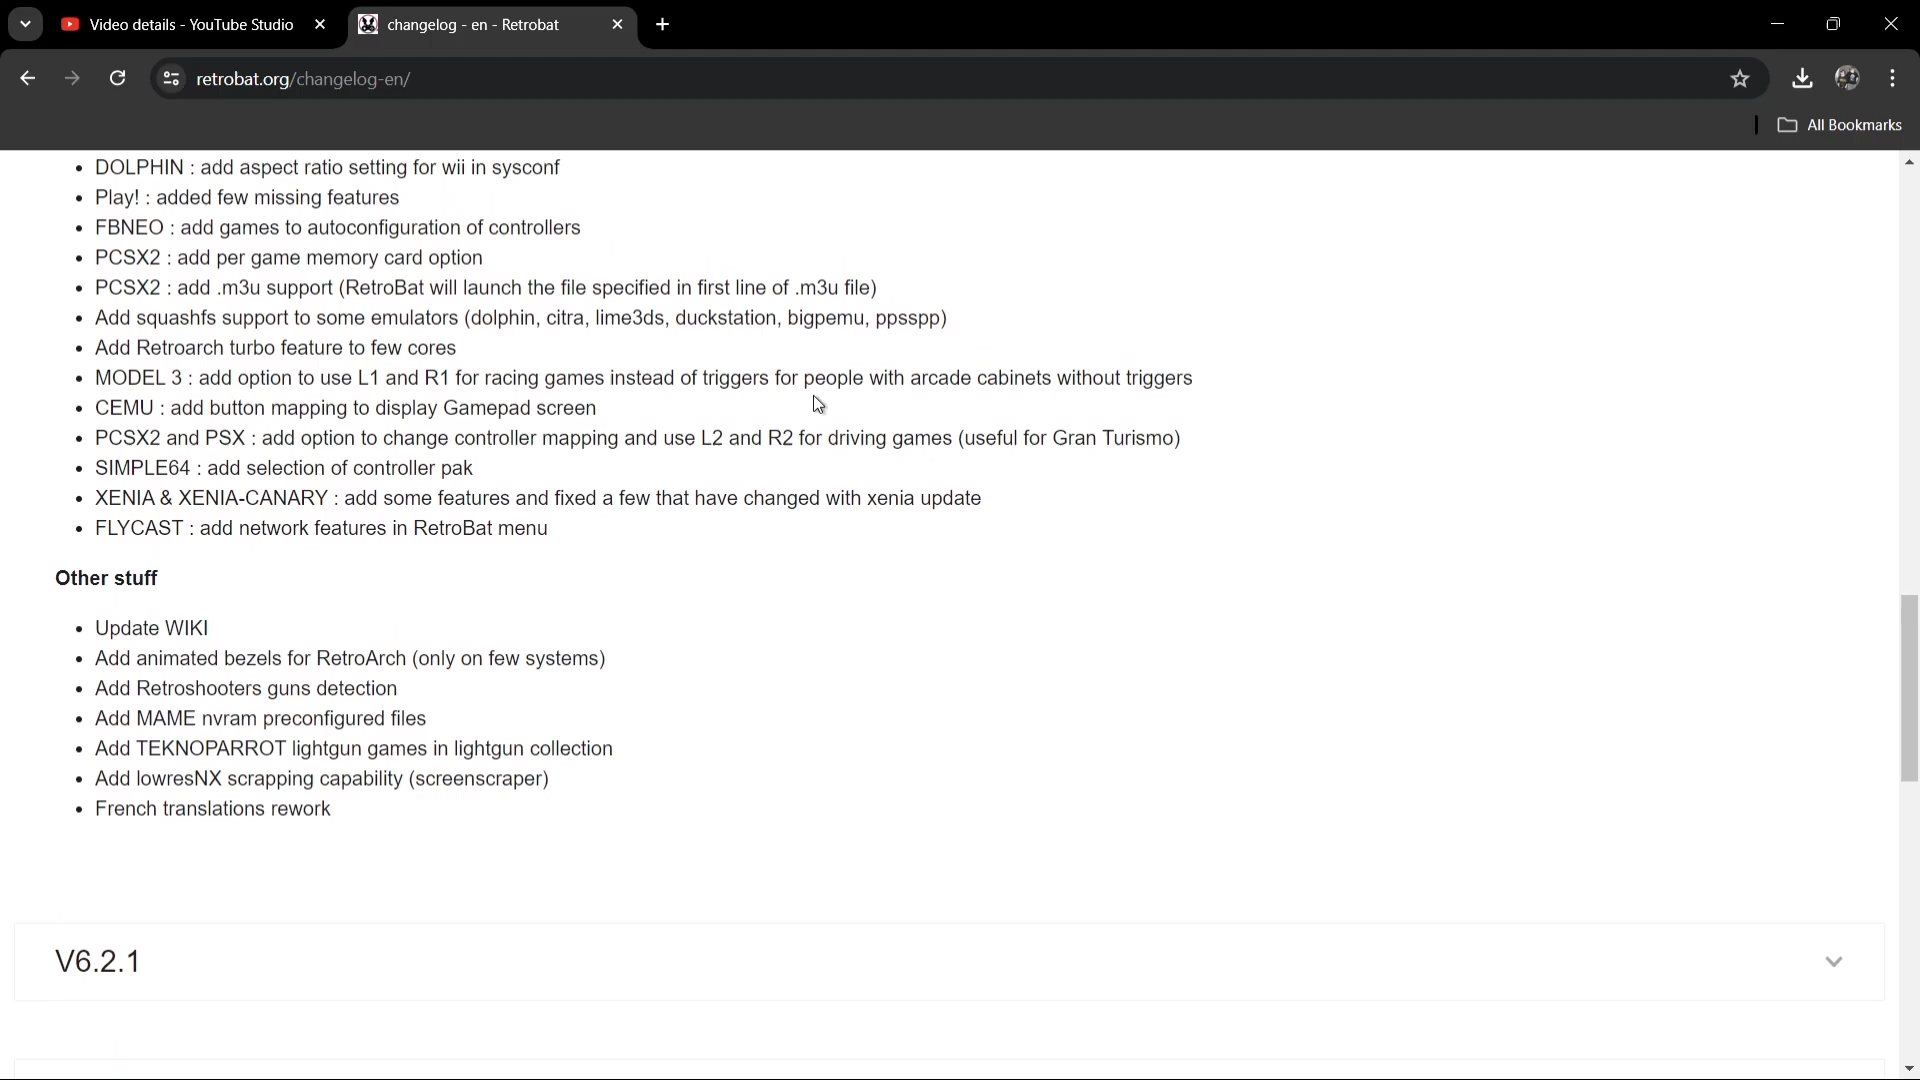 Video details - YouTube Studio
changelog - en - Retrobat
retrobat.org/changelog-en/
All Bookmarks
• DOLPHIN : add aspect ratio setting for wii in sysconf
• Play! : added few missing features
• FBNEO : add games to autoconfiguration of controllers
• PCSX2 : add per game memory card option
• PCSX2 : add .m3u support (RetroBat will launch the file specified in first line of .m3u file)
• Add squashfs support to some emulators (dolphin, citra, lime3ds, duckstation, bigpemu, ppsspp)
• Add Retroarch turbo feature to few cores
• MODEL 3 : add option to use L1 and R1 for racing games instead of triggers for people with arcade cabinets without triggers
• CEMU : add button mapping to display Gamepad screen
• PCSX2 and PSX : add option to change controller mapping and use L2 and R2 for driving games (useful for Gran Turismo)
• SIMPLE64 : add selection of controller pak
• XENIA & XENIA-CANARY : add some features and fixed a few that have changed with xenia update
• FLYCAST : add network features in RetroBat menu
Other stuff
• Update WIKI
• Add animated bezels for RetroArch (only on few systems)
• Add Retroshooters guns detection
• Add MAME nvram preconfigured files
• Add TEKNOPARROT lightgun games in lightgun collection
• Add lowresNX scrapping capability (screenscraper)
• French translations rework
V6.2.1